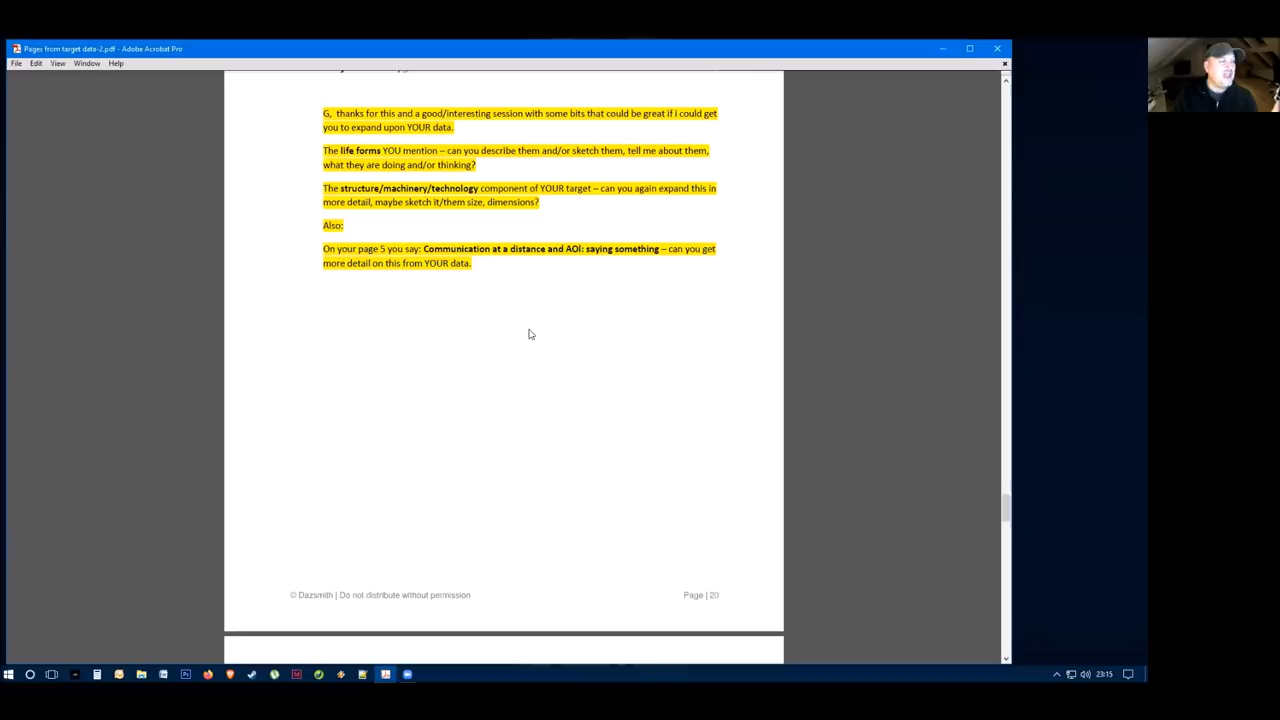 Pages from target data-2.pdf - Adobe Acrobat Pro
File Edit View Window Help
G, thanks for this and a good/interesting session with some bits that could be great if i could get
you to expand upon YOUR data.
The life forms YOU mention – can you describe them and/or sketch them, tell me about them,
what they are doing and/or thinking?
The structure/machinery/technology component of YOUR target – can you again expand this in
more detail, maybe sketch it/them size, dimensions?
Also:
On your page 5 you say: Communication at a distance and AOI: saying something – can you get
more detail on this from YOUR data.
© Dazsmith | Do not distribute without permission Page | 20
23:15